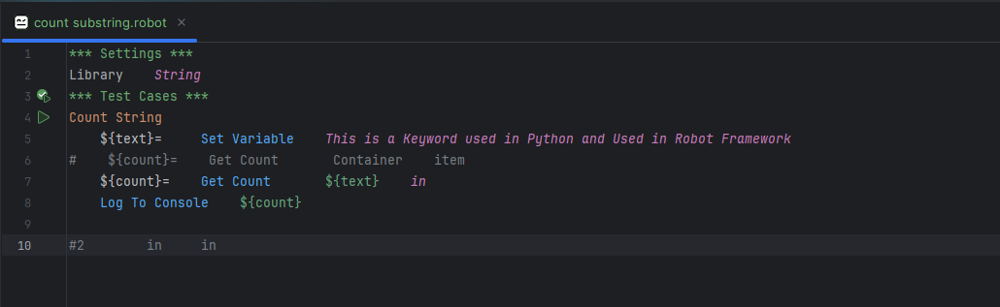 count substring.robot ×
1 *** Settings ***
2 Library    String
3 *** Test Cases ***
4 Count String
5     ${text}=     Set Variable    This is a Keyword used in Python and Used in Robot Framework
6 #    ${count}=    Get Count       Container    item
7     ${count}=    Get Count       ${text}    in
8     Log To Console    ${count}
9
10 #2        in     in